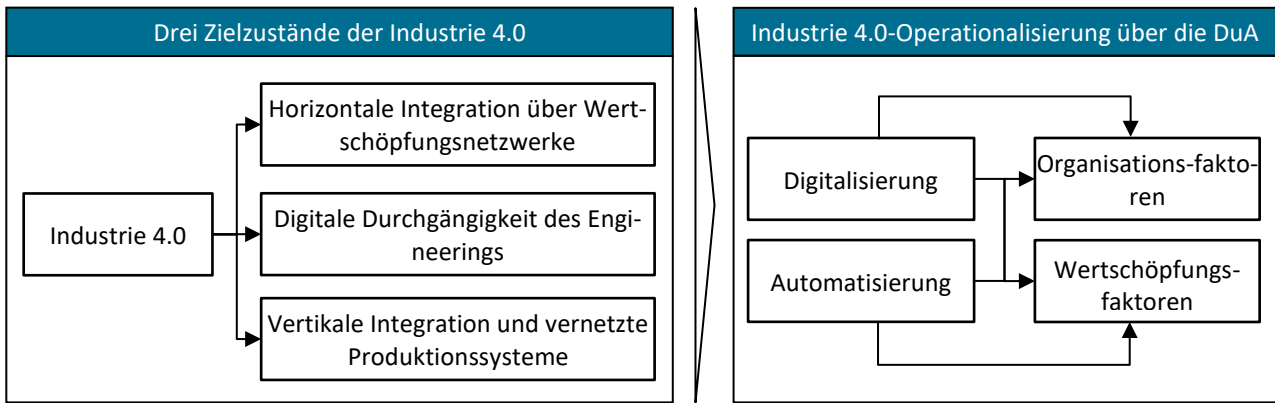 Drei Zielzustände der Industrie 4.0
Industrie 4.0
Horizontale Integration über Wert-
schöpfungsnetzwerke
Digitale Durchgängigkeit des Engi-
neerings
Vertikale Integration und vernetzte
Produktionssysteme
Industrie 4.0-Operationalisierung über die DuA
Digitalisierung
Automatisierung
Organisations-fakto-
ren
Wertschöpfungs-
faktoren